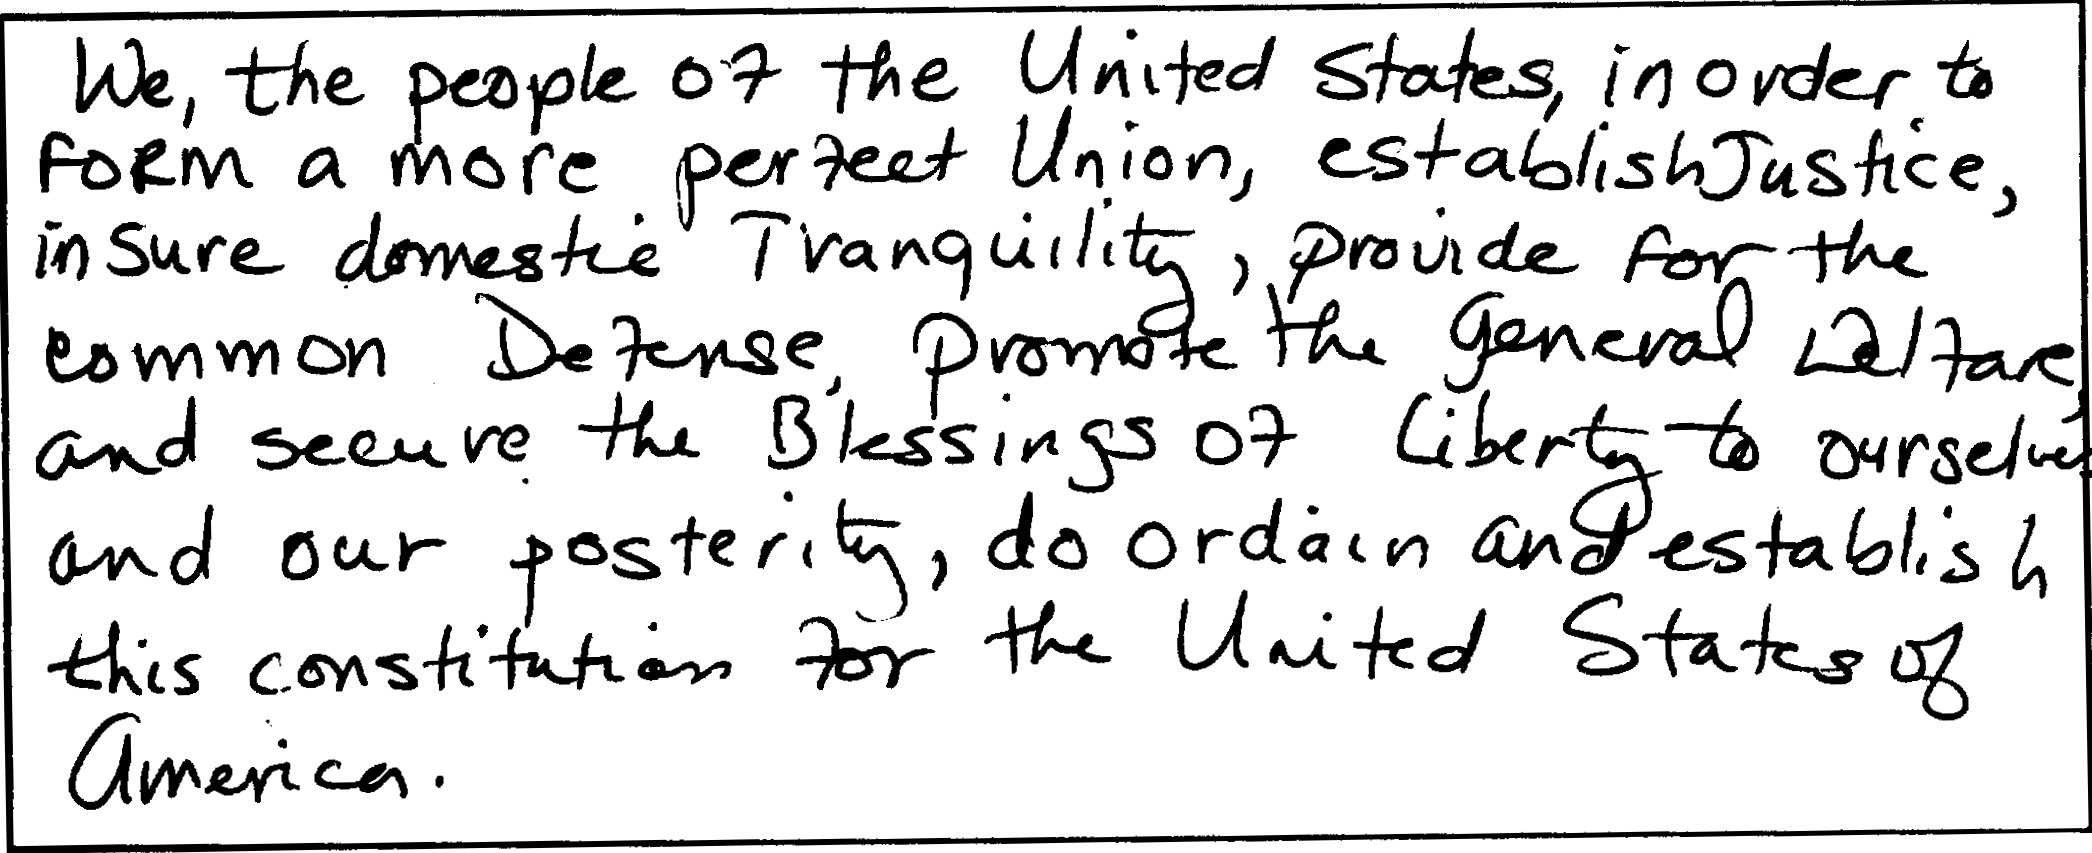 We, the people of the United States, in order to
form a more perfect Union, establish Justice,
insure domestic Tranquility, provide for the
common Defense, promote the general Welfare,
and secure the Blessings of Liberty to ourselves
and our posterity, do ordain and establish
this constitution for the United States of
America.